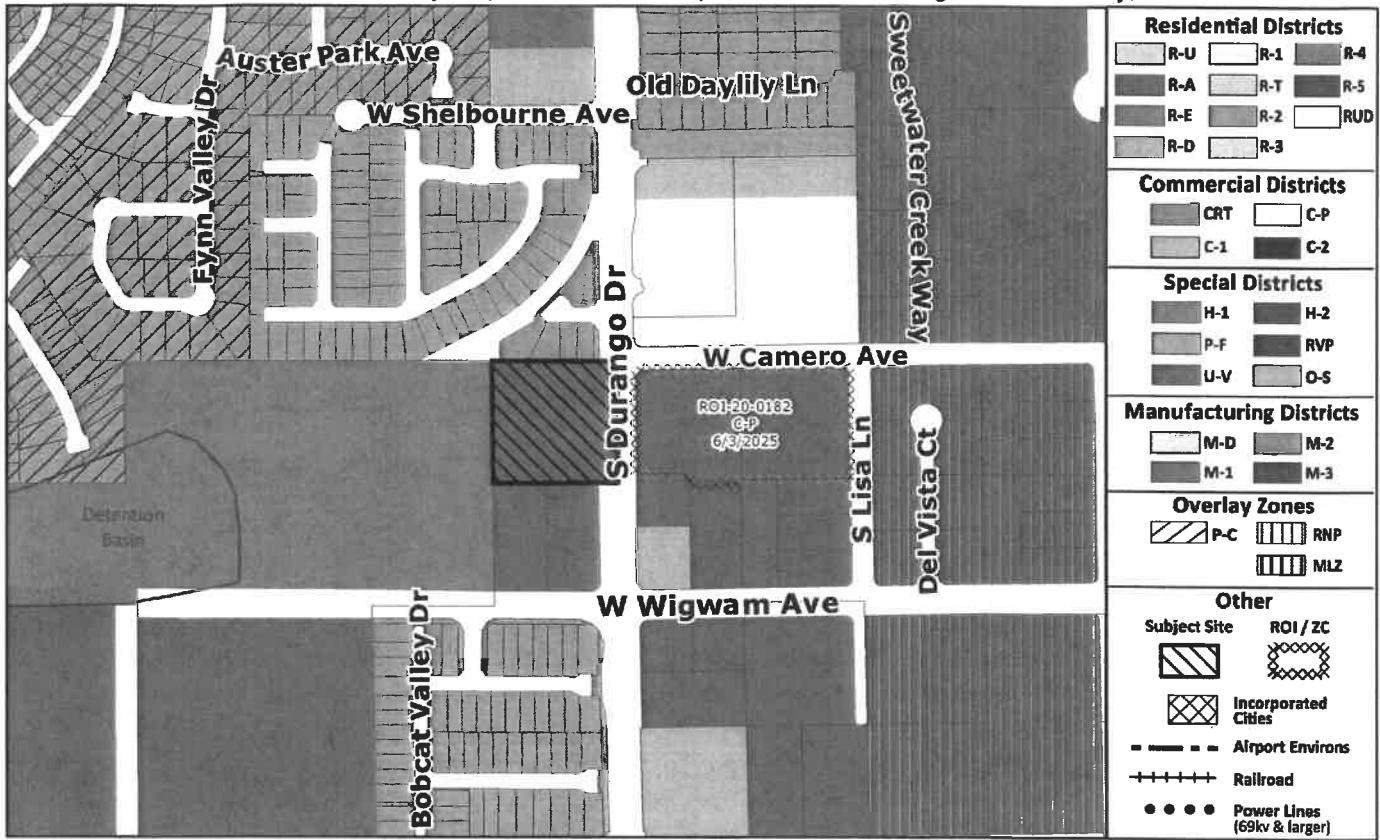 Auster Park Ave
W Shelbourne Ave
Old Daylily Ln
Fynn Valley Dr
Sweetwater Creek Way
S Durango Dr
W Camero Ave
ROI-20-0182
C-P
6/3/2025
S Lisa Ln
Del Vista Ct
Detention
Basin
W Wigwam Ave
Bobcat Valley Dr
Residential Districts
R-U R-1 R-4
R-A R-T R-5
R-E R-2 RUD
R-D R-3
Commercial Districts
CRT C-P
C-1 C-2
Special Districts
H-1 H-2
P-F RVP
U-V O-S
Manufacturing Districts
M-D M-2
M-1 M-3
Overlay Zones
P-C RNP
MLZ
Other
Subject Site ROI / ZC
Incorporated
Cities
Airport Environs
Railroad
Power Lines
(69kv & larger)